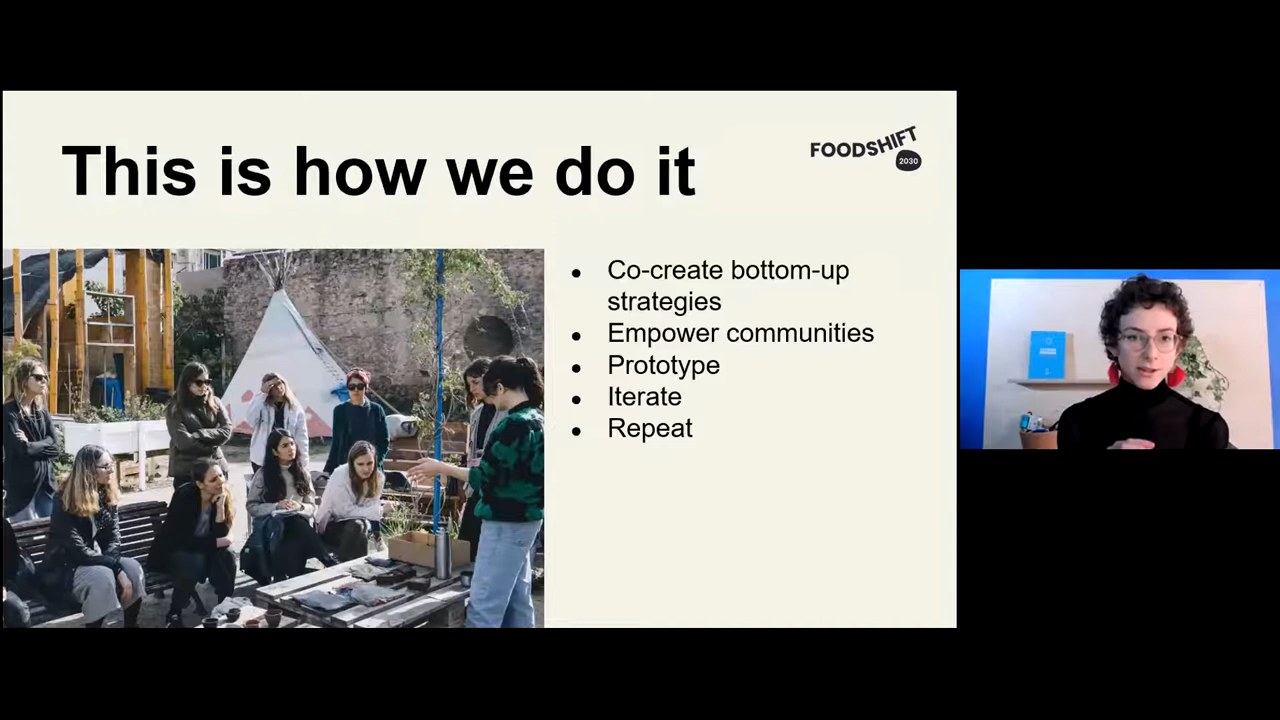 This is how we do it
FOODSHIFT
2030
Co-create bottom-up
strategies
Empower communities
Prototype
Iterate
Repeat